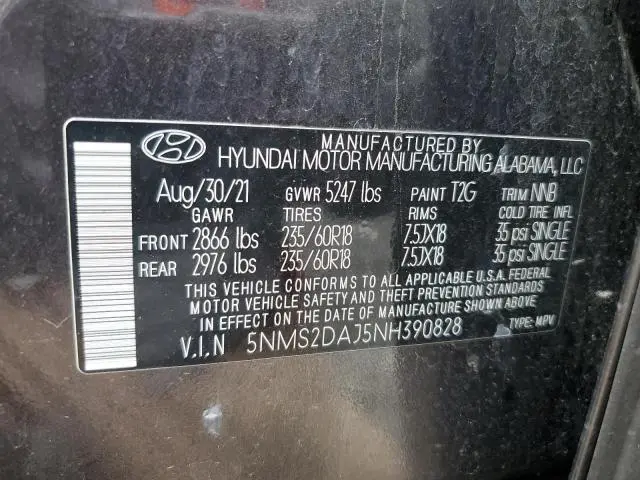 MANUFACTURED BY
HYUNDAI MOTOR MANUFACTURING ALABAMA, LLC
Aug/30/21 GVWR 5247 lbs PAINT T2G TRIM NNB
GAWR TIRES RIMS COLD TIRE INFL
FRONT 2866 lbs 235/60R18 7.5JX18 35 psi SINGLE
REAR 2976 lbs 235/60R18 7.5JX18 35 psi SINGLE
THIS VEHICLE CONFORMS TO ALL APPLICABLE U.S.A. FEDERAL
MOTOR VEHICLE SAFETY AND THEFT PREVENTION STANDARDS
IN EFFECT ON THE DATE OF MANUFACTURE SHOWN ABOVE.
V.I.N 5NMS2DAJ5NH390828 TYPE: MPV